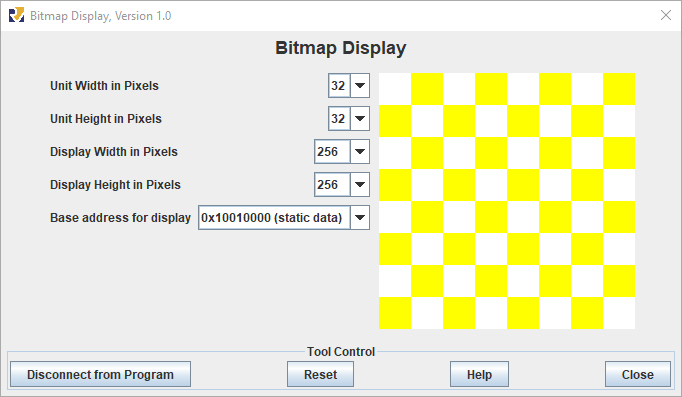 Bitmap Display, Version 1.0
Bitmap Display
Unit Width in Pixels 32
Unit Height in Pixels 32
Display Width in Pixels 256
Display Height in Pixels 256
Base address for display 0x10010000 (static data)
Tool Control
Disconnect from Program Reset Help Close